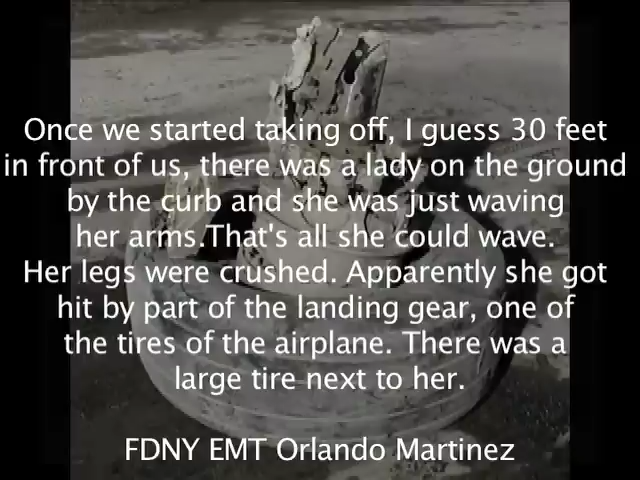 Once we started taking off, I guess 30 feet
in front of us, there was a lady on the ground
by the curb and she was just waving
her arms.That's all she could wave.
Her legs were crushed. Apparently she got
hit by part of the landing gear, one of
the tires of the airplane. There was a
large tire next to her.
FDNY EMT Orlando Martinez